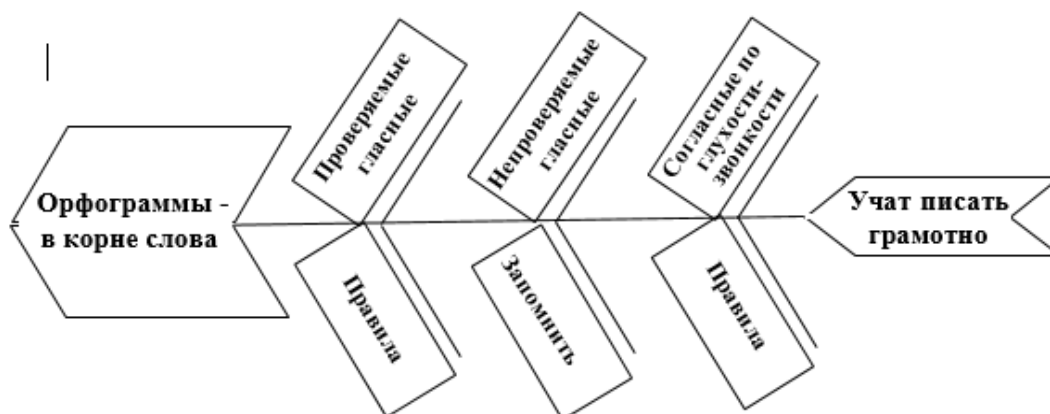 Орфограммы -
в корне слова
Проверяемые
гласные
Непроверяемые
гласные
Согласные по
глухости-
звонкости
Правила
Запомнить
Правила
Учат писать
грамотно